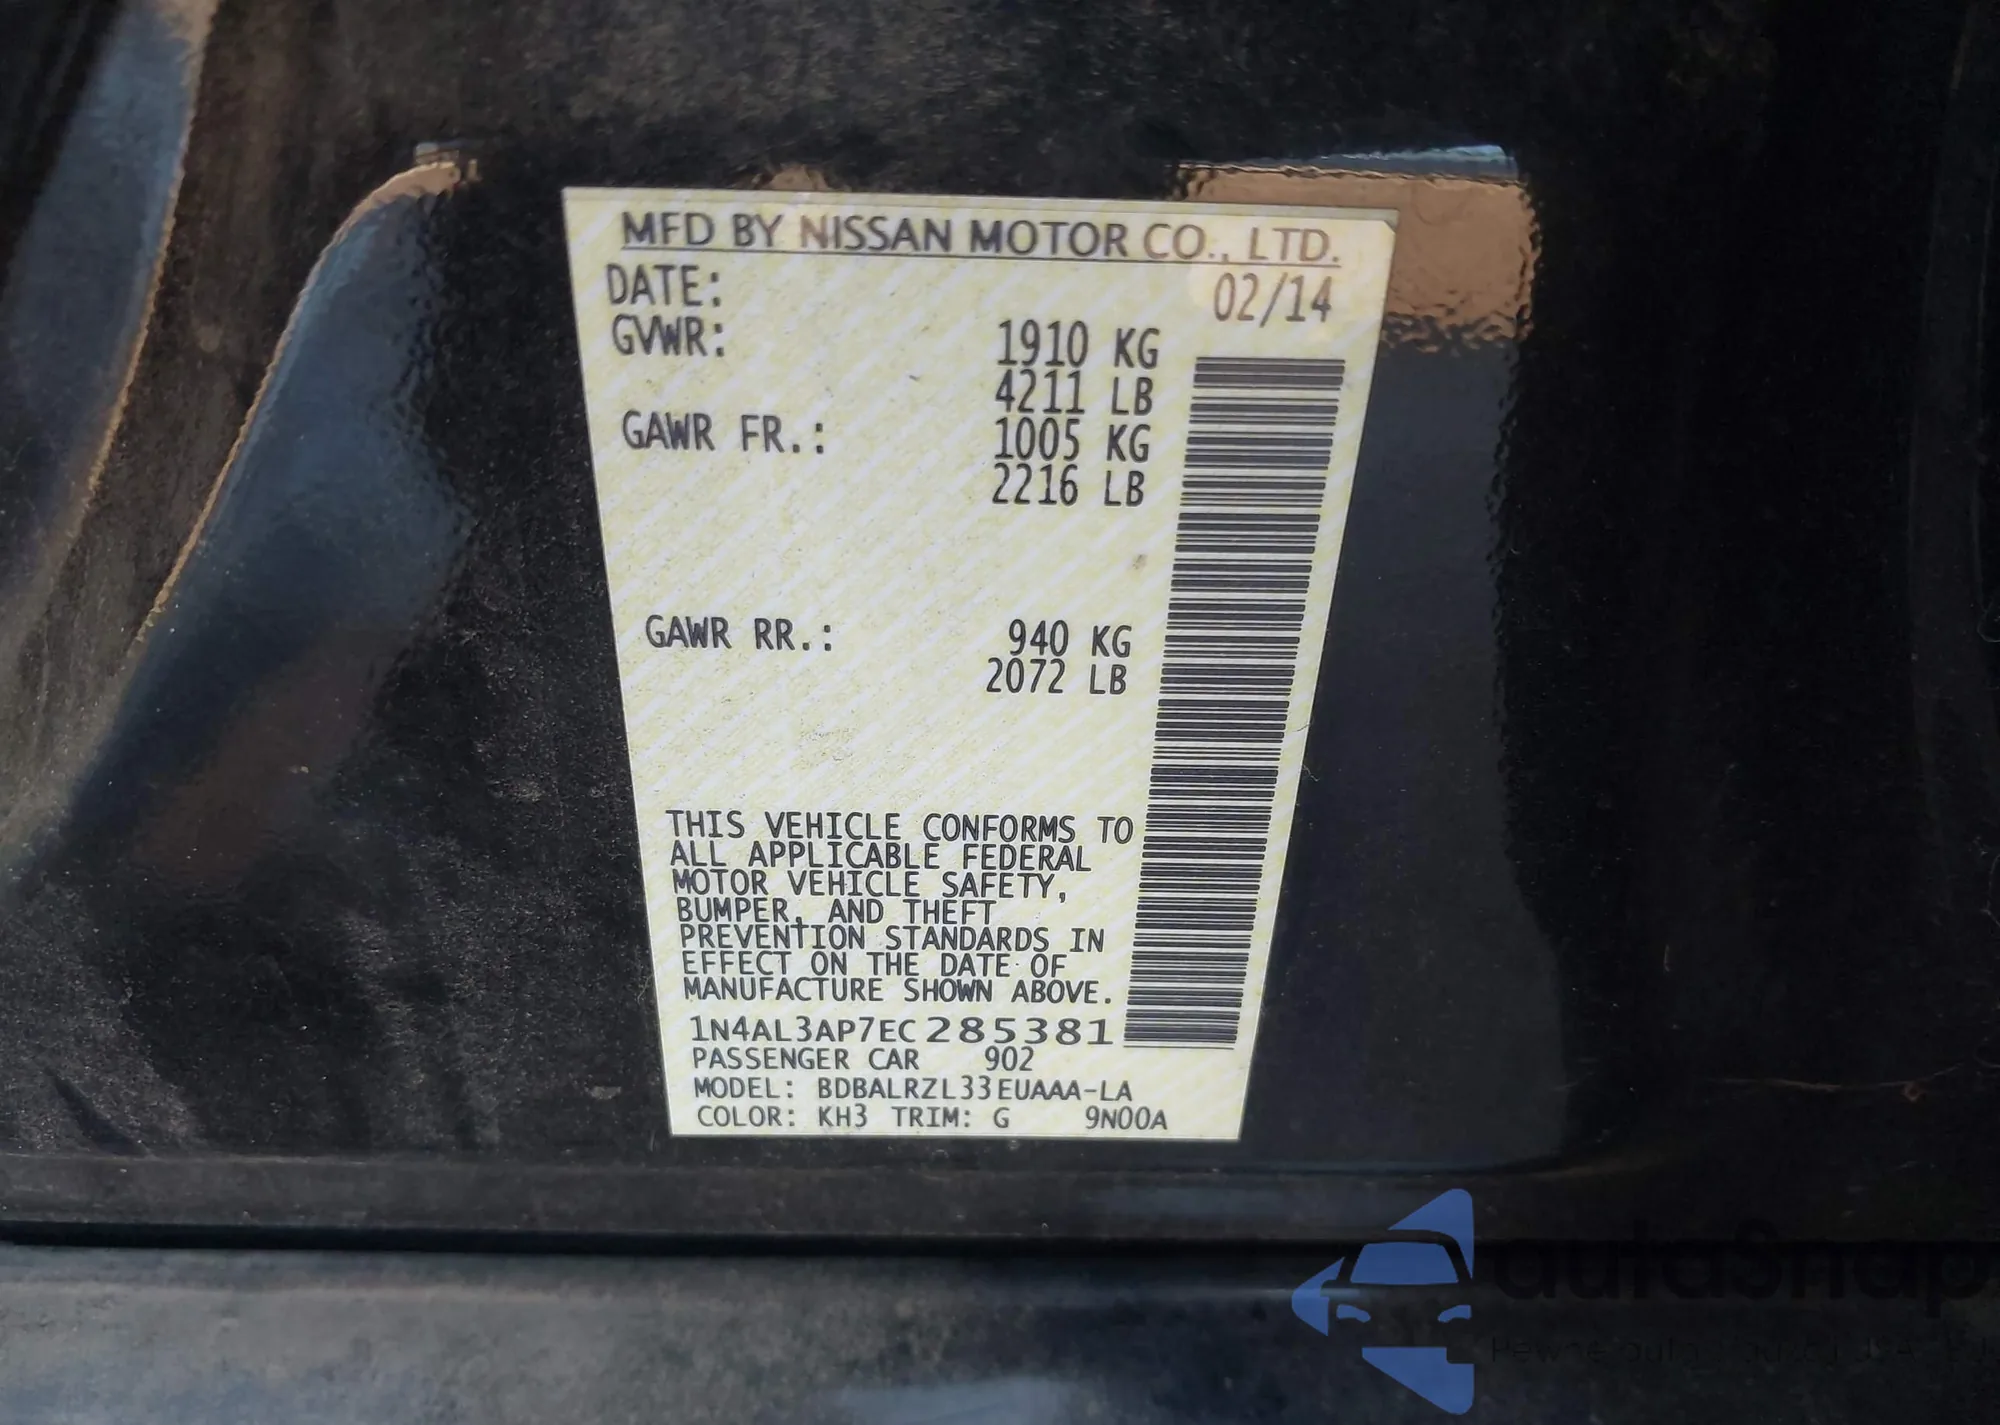 MFD BY NISSAN MOTOR CO., LTD.
DATE: 02/14
GVWR: 1910 KG
4211 LB
GAWR FR.: 1005 KG
2216 LB
GAWR RR.: 940 KG
2072 LB
THIS VEHICLE CONFORMS TO
ALL APPLICABLE FEDERAL
MOTOR VEHICLE SAFETY,
BUMPER, AND THEFT
PREVENTION STANDARDS IN
EFFECT ON THE DATE OF
MANUFACTURE SHOWN ABOVE.
1N4AL3AP7EC285381
PASSENGER CAR 902
MODEL: BDBALRZL33EUAAA-LA
COLOR: KH3 TRIM: G 9N00A
autoSnap